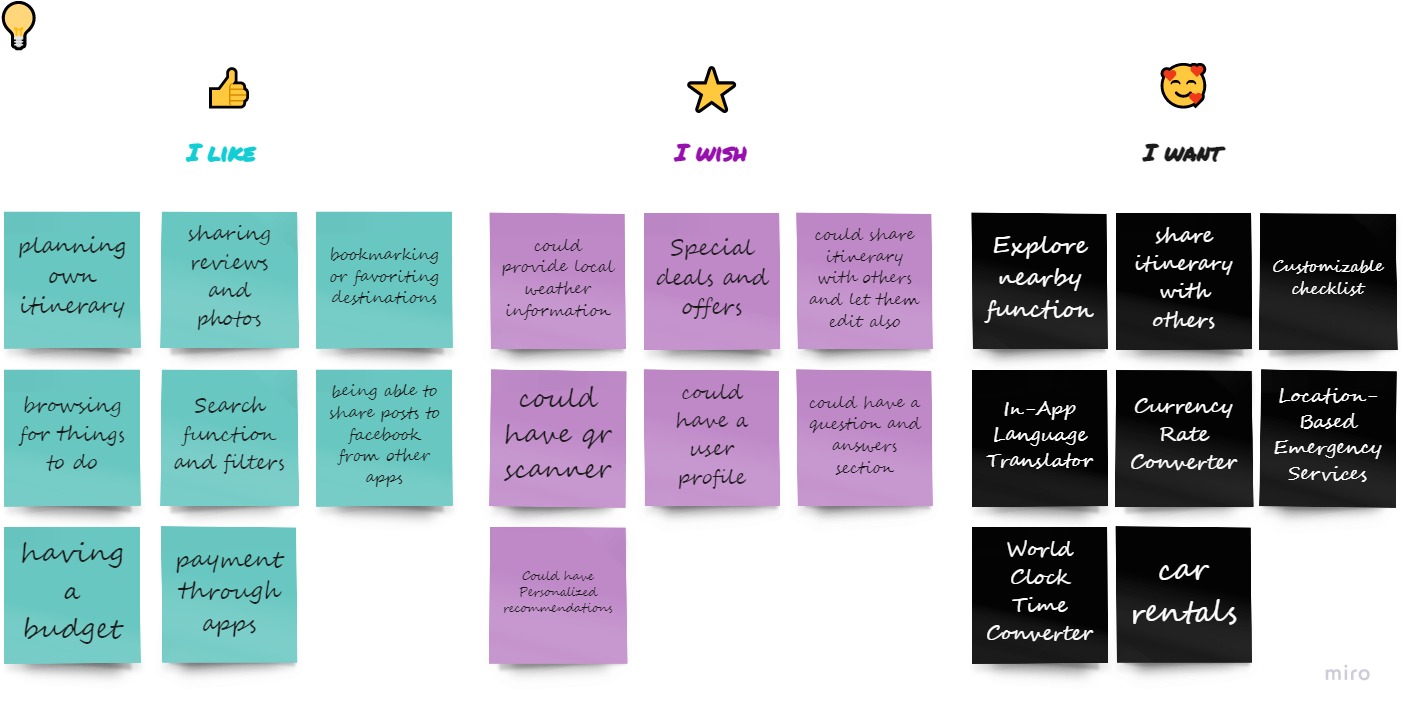 I like
planning
own
itinerary
sharing
reviews
and
photos
bookmarking
or favoriting
destinations
browsing
for things
to do
Search
function
and filters
being able to
share posts to
facebook
from other
apps
having
a
budget
payment
through
apps
I wish
could
provide local
weather
information
Special
deals and
offers
could share
itinerary
with others
and let them
edit also
could
have qr
scanner
could
have a
user
profile
could have a
question and
answers
section
Could have
Personalized
recommendations
I want
Explore
nearby
function
share
itinerary
with
others
Customizable
checklist
In-App
Language
Translator
Currency
Rate
Converter
Location-
Based
Emergency
Services
World
Clock
Time
Converter
car
rentals
miro